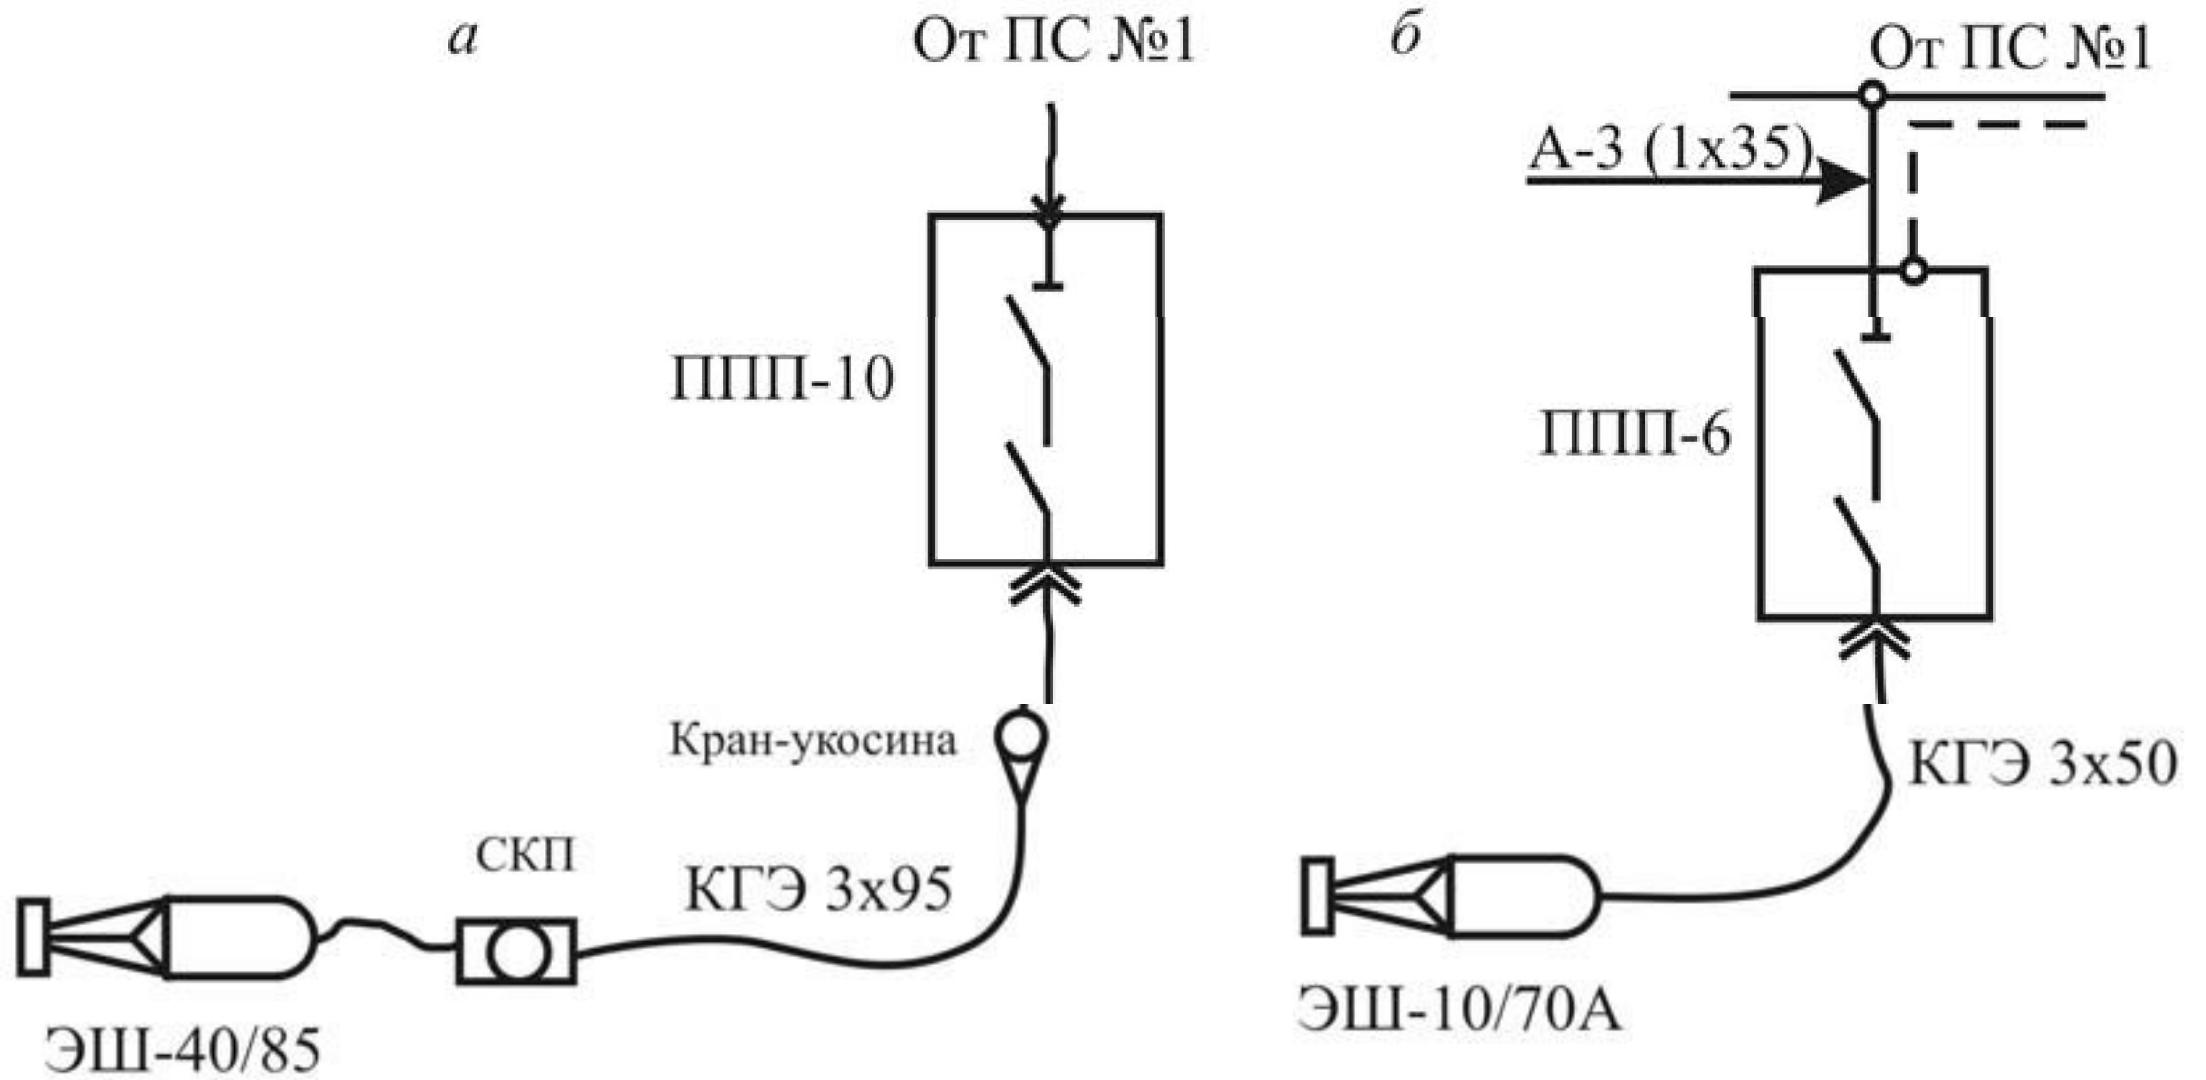 а
От ПС №1
ППП-10
Кран-укосина
СКП
КГЭ 3х95
ЭШ-40/85
б
От ПС №1
А-3 (1х35)
ППП-6
КГЭ 3х50
ЭШ-10/70А